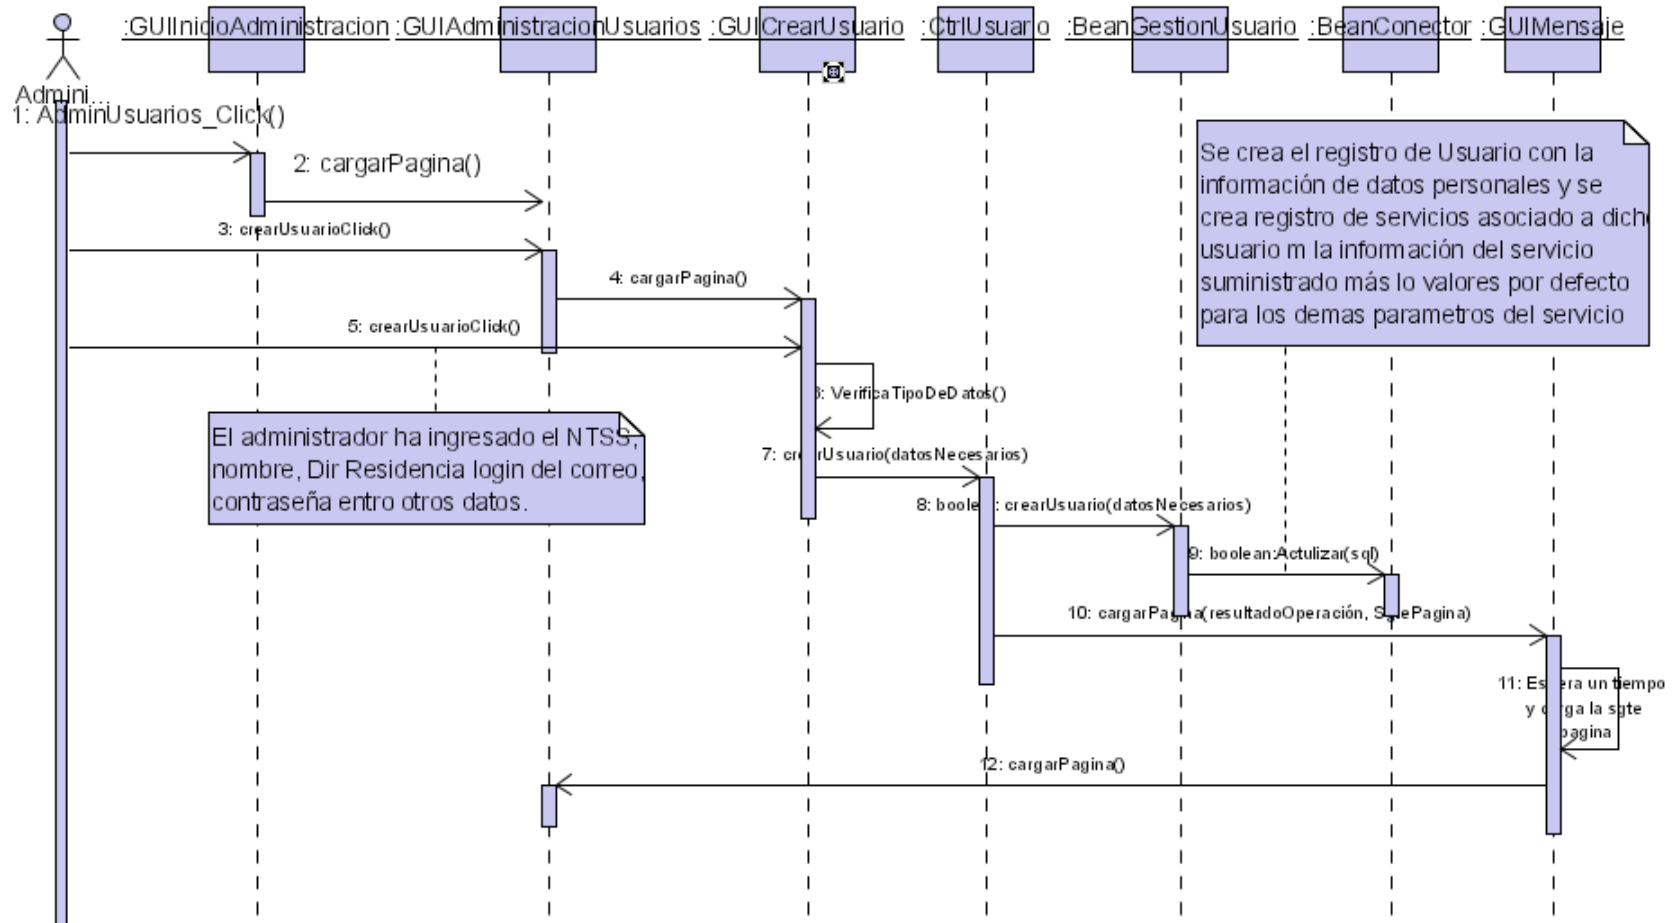 :GUIInicioAdministracion :GUIAdministracionUsuarios :GUICrearUsuario :CtrlUsuario :BeanGestionUsuario :BeanConector :GUIMensaje
Admini...
1: AdminUsuarios_Click()
2: cargarPagina()
Se crea el registro de Usuario con la
información de datos personales y se
crea registro de servicios asociado a dicho
usuario m la información del servicio
suministrado más lo valores por defecto
para los demas parametros del servicio
3: crearUsuarioClick()
4: cargarPagina()
5: crearUsuarioClick()
6: VerificaTipoDeDatos()
El administrador ha ingresado el NTSS,
nombre, Dir Residencia login del correo,
contraseña entro otros datos.
7: crearUsuario(datosNecesarios)
8: boolean: crearUsuario(datosNecesarios)
9: boolean:Actulizar(sql)
10: cargarPagina(resultadoOperación, SgtePagina)
11: Espera un tiempo
y carga la sgte
pagina
12: cargarPagina()